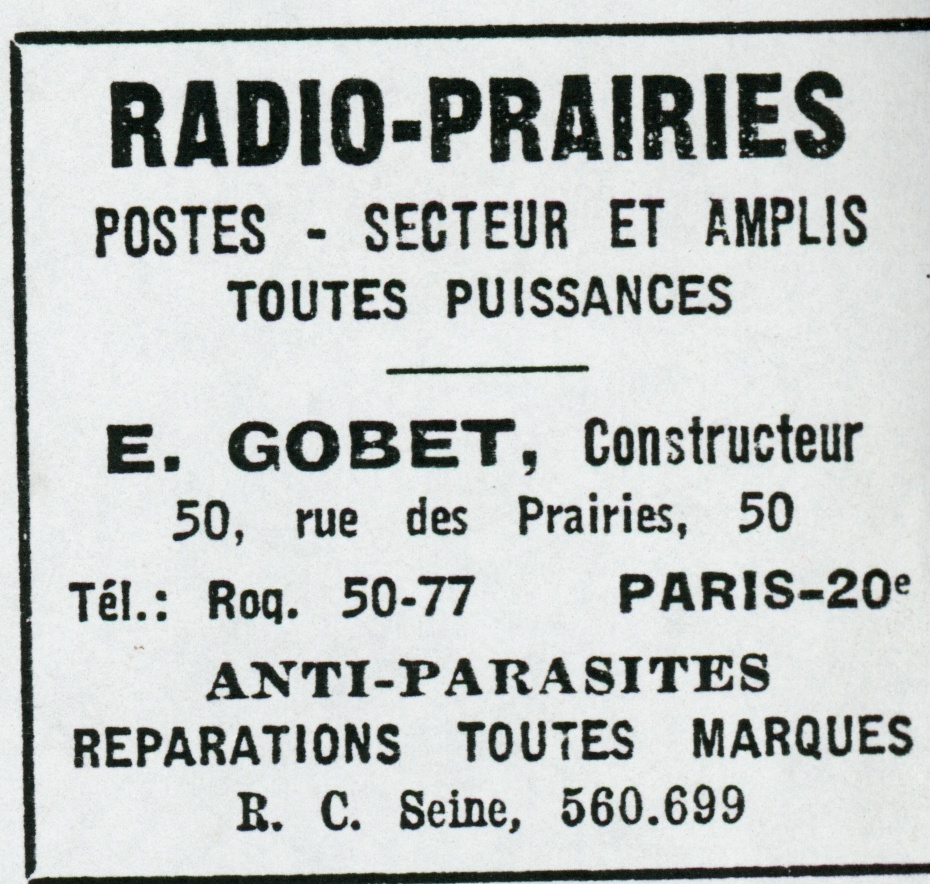 RADIO-PRAIRIES
POSTES - SECTEUR ET AMPLIS
TOUTES PUISSANCES
E. GOBET, Constructeur
50, rue des Prairies, 50
Tél.: Roq. 50-77 PARIS-20e
ANTI-PARASITES
REPARATIONS TOUTES MARQUES
R. C. Seine, 560.699